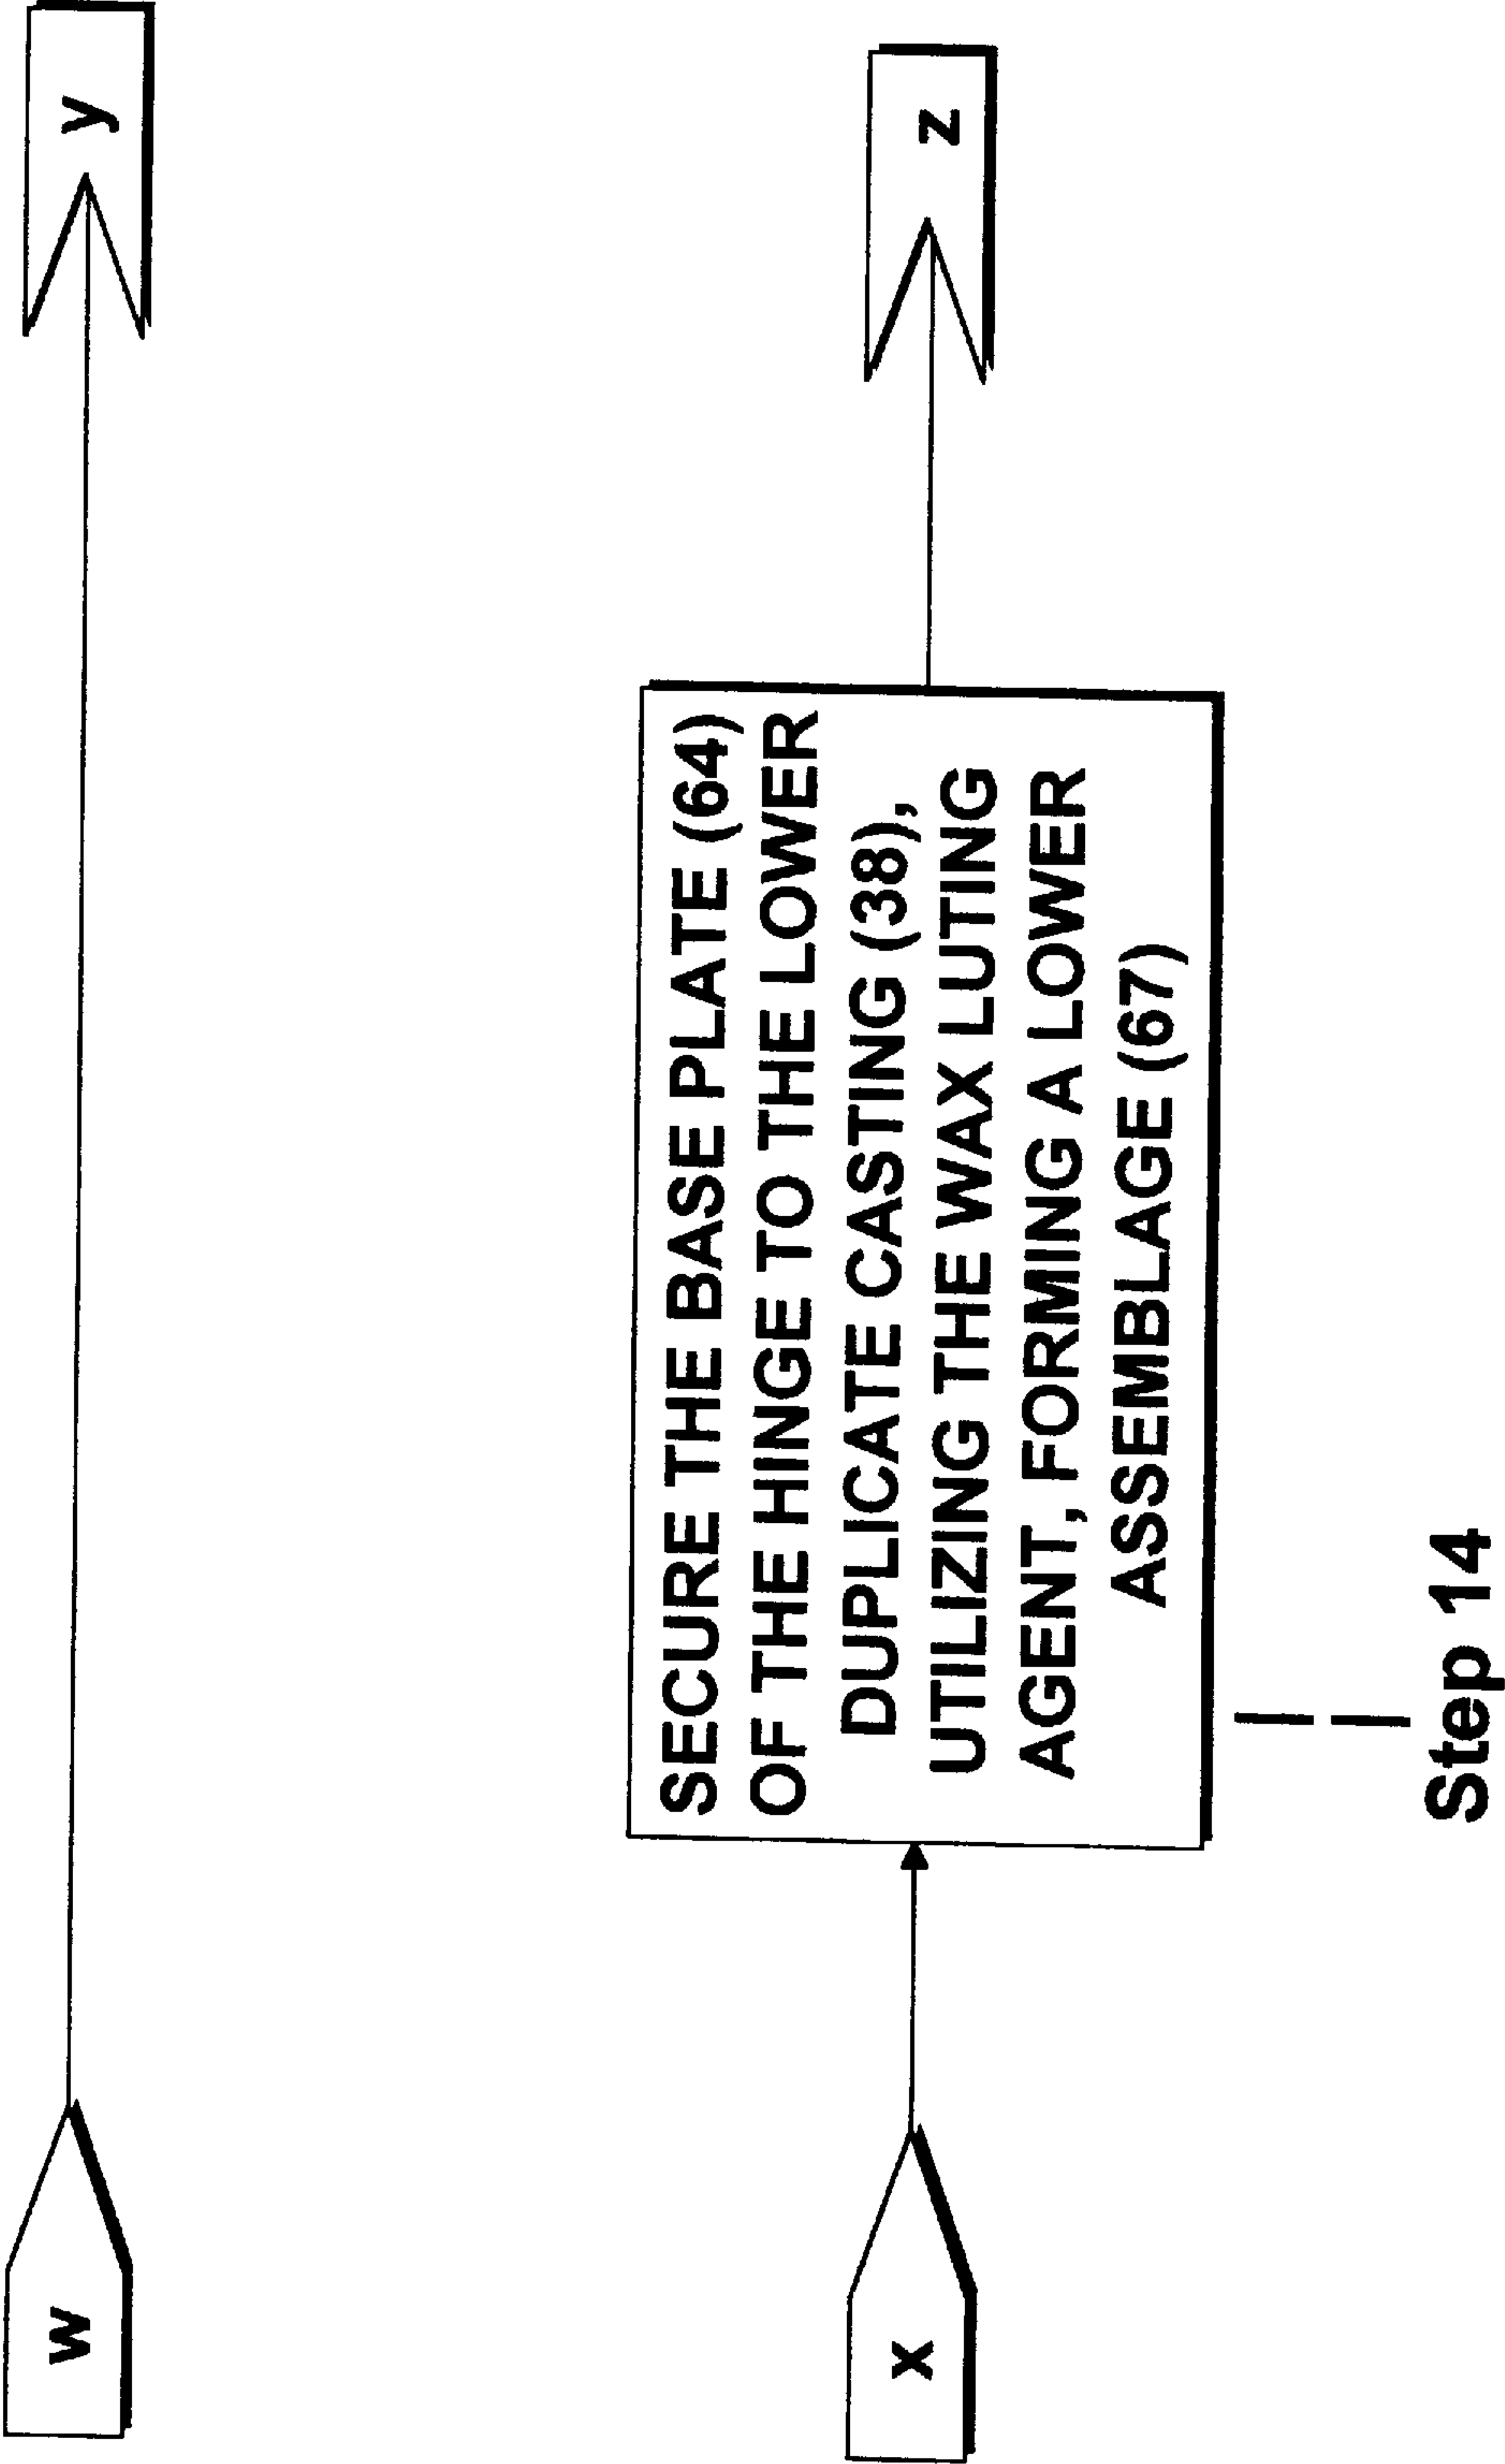 w
y
x
SECURE THE BASE PLATE (64)
OF THE HINGE TO THE LOWER
DUPLICATE CASTING (38),
UTILIZING THE WAX LUTING
AGENT, FORMING A LOWER
ASSEMBLAGE (67)
z
Step 14